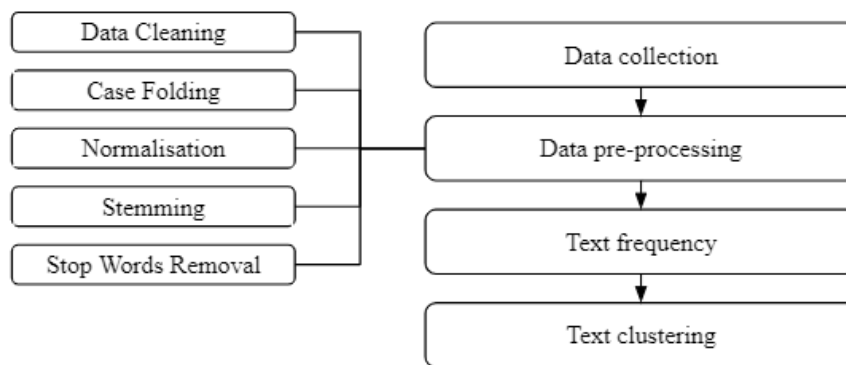 Data Cleaning
Case Folding
Normalisation
Stemming
Stop Words Removal
Data collection
Data pre-processing
Text frequency
Text clustering